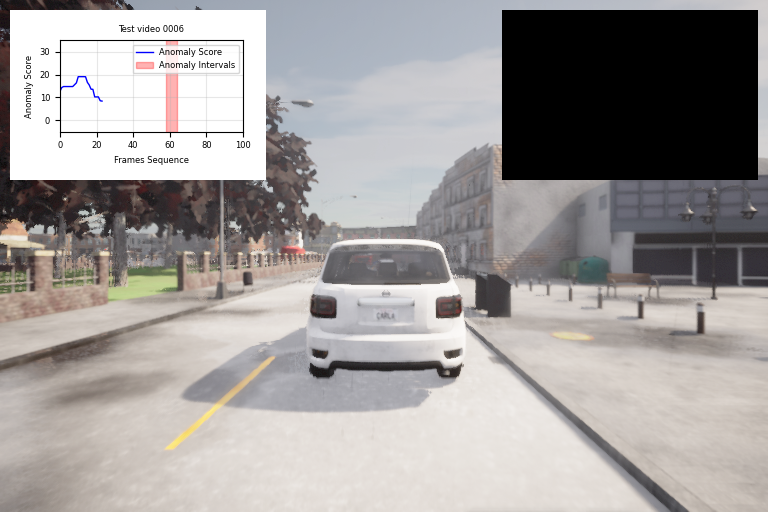 Test video 0006
Anomaly Score
Anomaly Intervals
Anomaly Score
30
20
10
0
0 20 40 60 80 100
Frames Sequence
CARLA